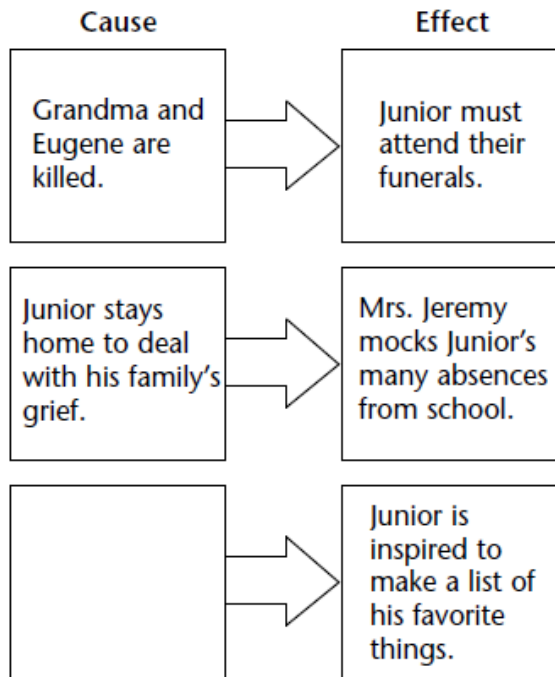 Cause
Effect
Grandma and
Eugene are
killed.
Junior must
attend their
funerals.
Junior stays
home to deal
with his family's
grief.
Mrs. Jeremy
mocks Junior's
many absences
from school.
Junior is
inspired to
make a list of
his favorite
things.